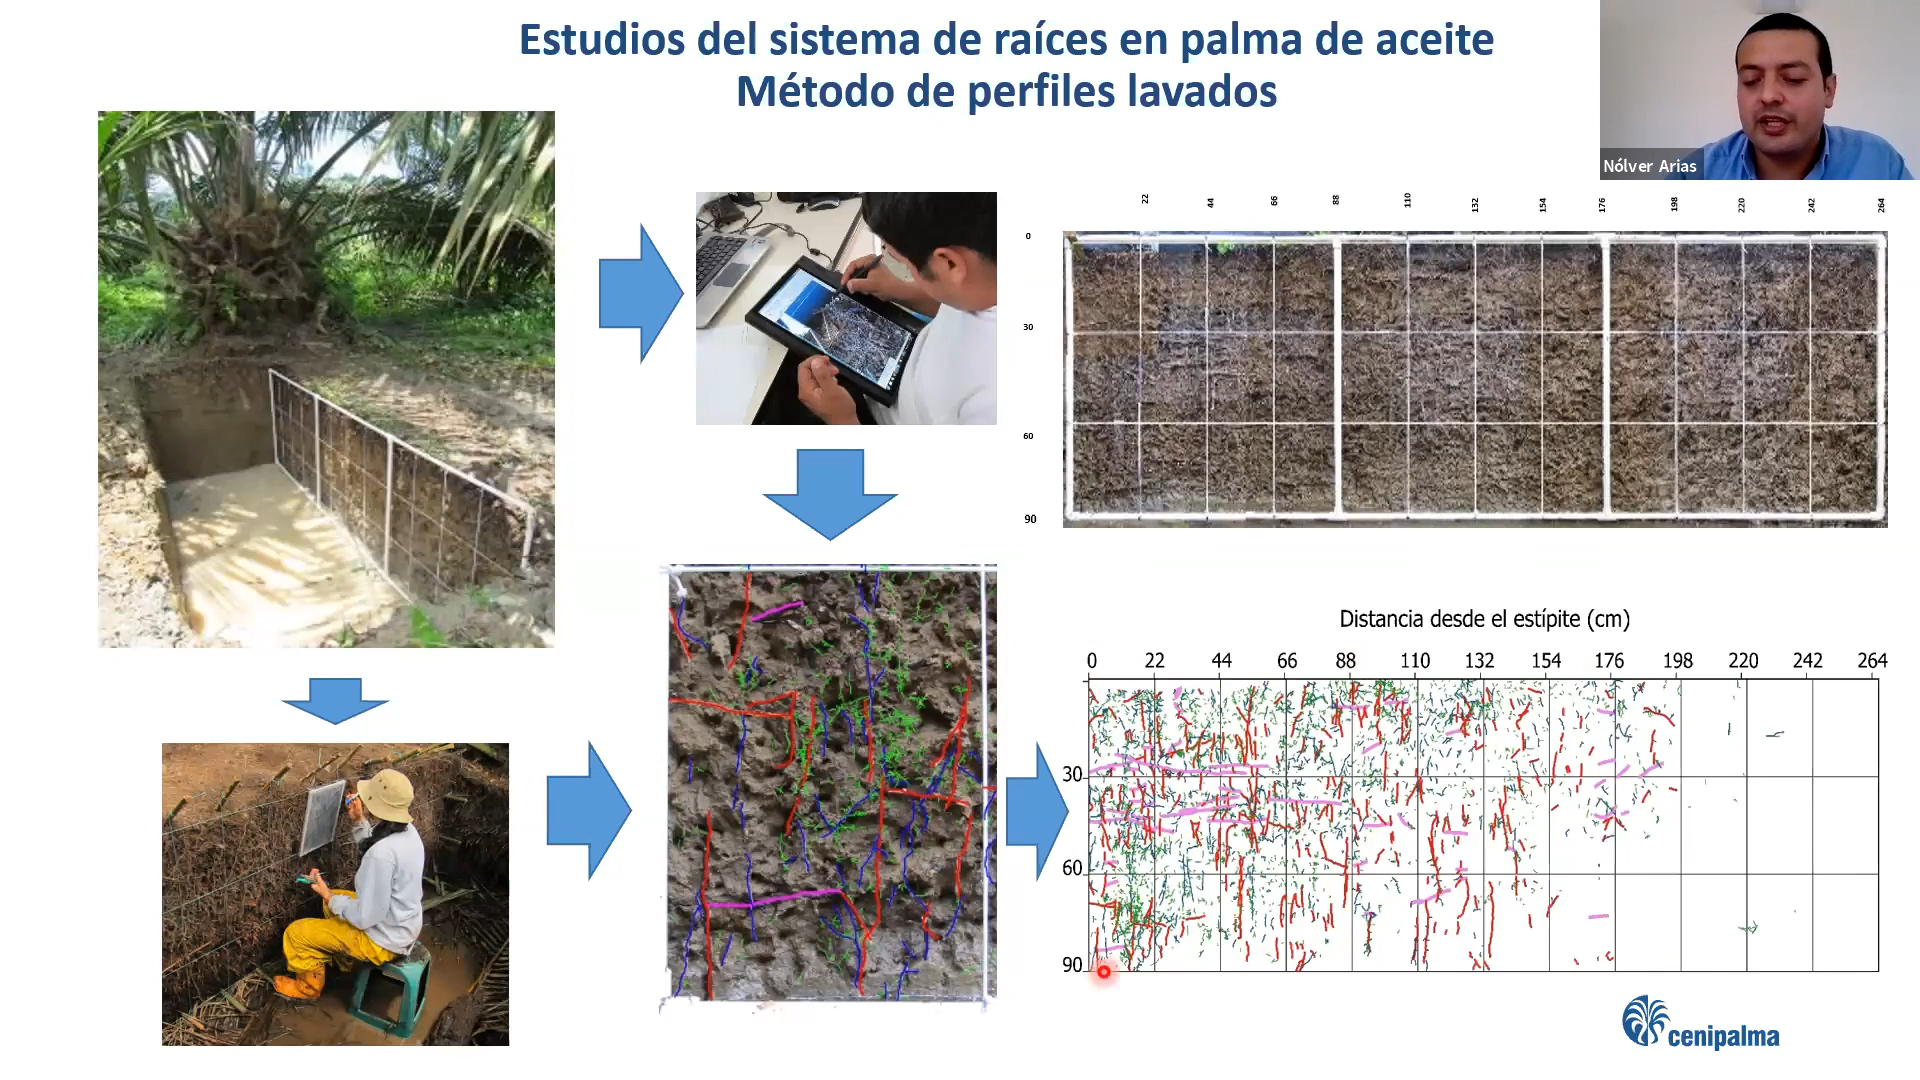 Estudios del sistema de raíces en palma de aceite
Método de perfiles lavados
Nólver Arias
22 44 66 88 110 132 154 176 198 220 242 264
0
30
60
90
Distancia desde el estípite (cm)
0 22 44 66 88 110 132 154 176 198 220 242 264
30
60
90
cenipalma